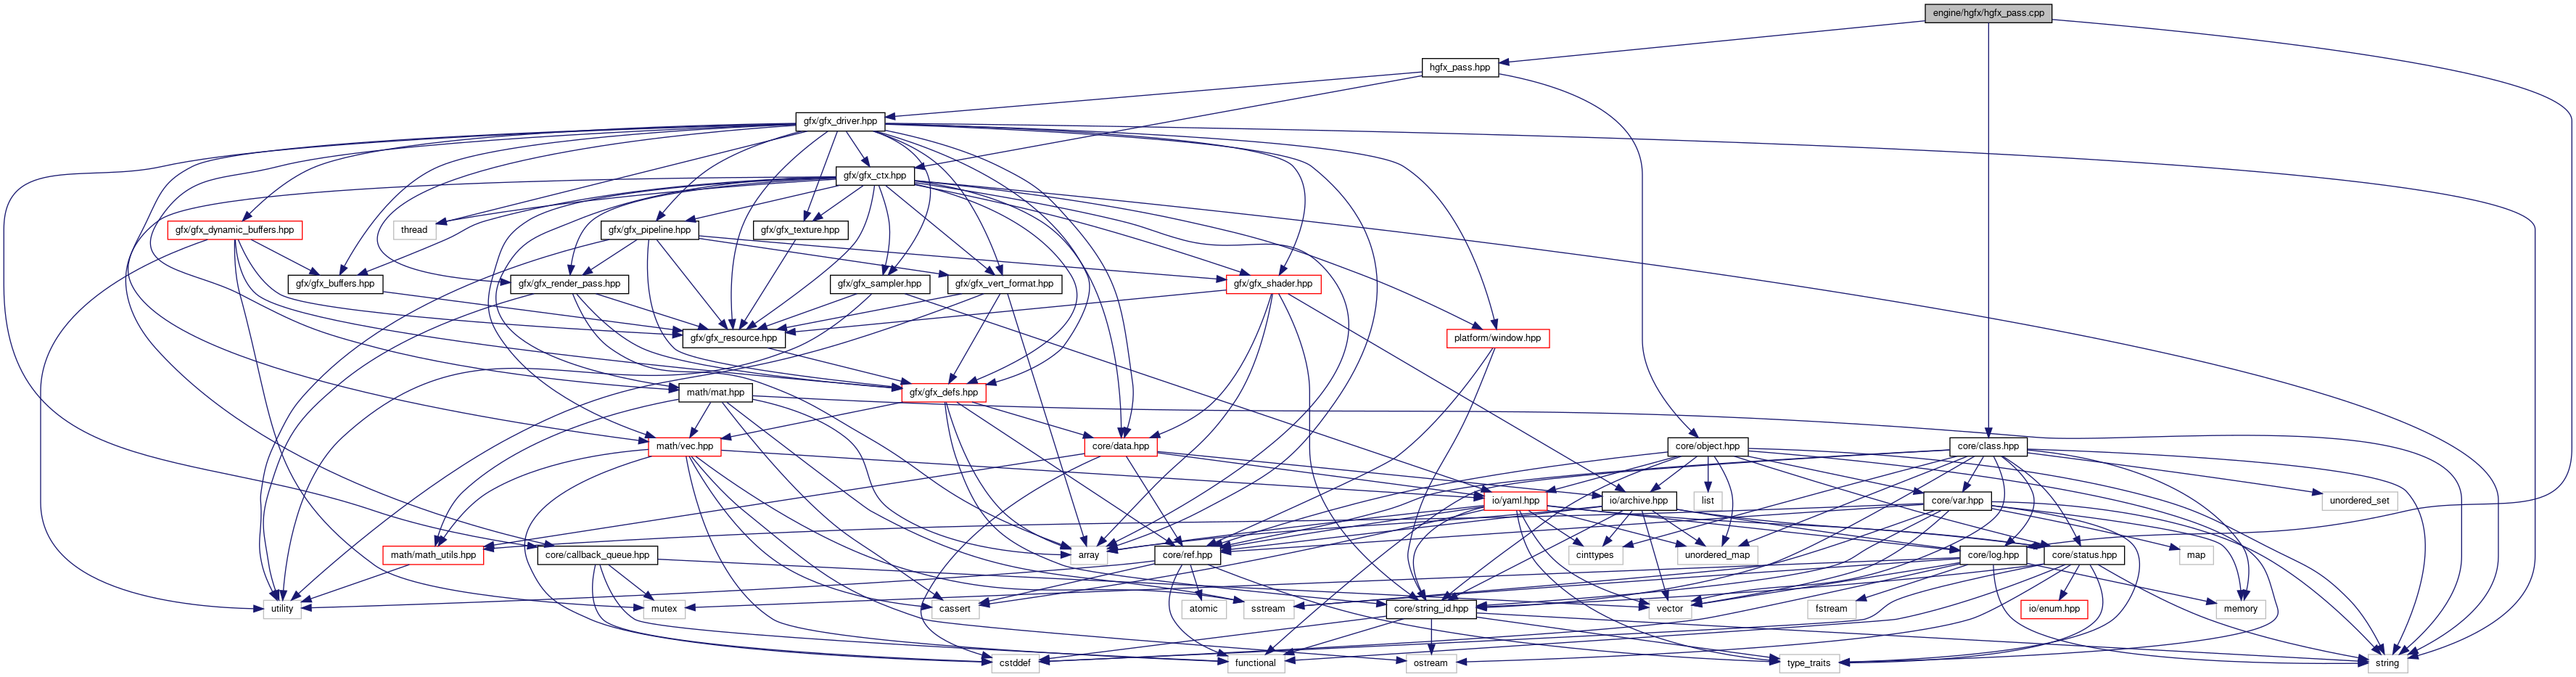 engine/hgfx/hgfx_pass.cpp
hgfx_pass.hpp
gfx/gfx_driver.hpp
gfx/gfx_ctx.hpp
gfx/gfx_dynamic_buffers.hpp
thread
gfx/gfx_pipeline.hpp
gfx/gfx_texture.hpp
gfx/gfx_buffers.hpp
gfx/gfx_render_pass.hpp
gfx/gfx_sampler.hpp
gfx/gfx_vert_format.hpp
gfx/gfx_shader.hpp
gfx/gfx_resource.hpp
platform/window.hpp
math/mat.hpp
gfx/gfx_defs.hpp
math/vec.hpp
core/data.hpp
core/object.hpp
core/class.hpp
io/yaml.hpp
io/archive.hpp
list
core/var.hpp
unordered_set
math/math_utils.hpp
core/callback_queue.hpp
array
core/ref.hpp
cinttypes
unordered_map
core/log.hpp
core/status.hpp
map
utility
mutex
cassert
atomic
sstream
core/string_id.hpp
vector
fstream
io/enum.hpp
memory
cstddef
functional
ostream
type_traits
string